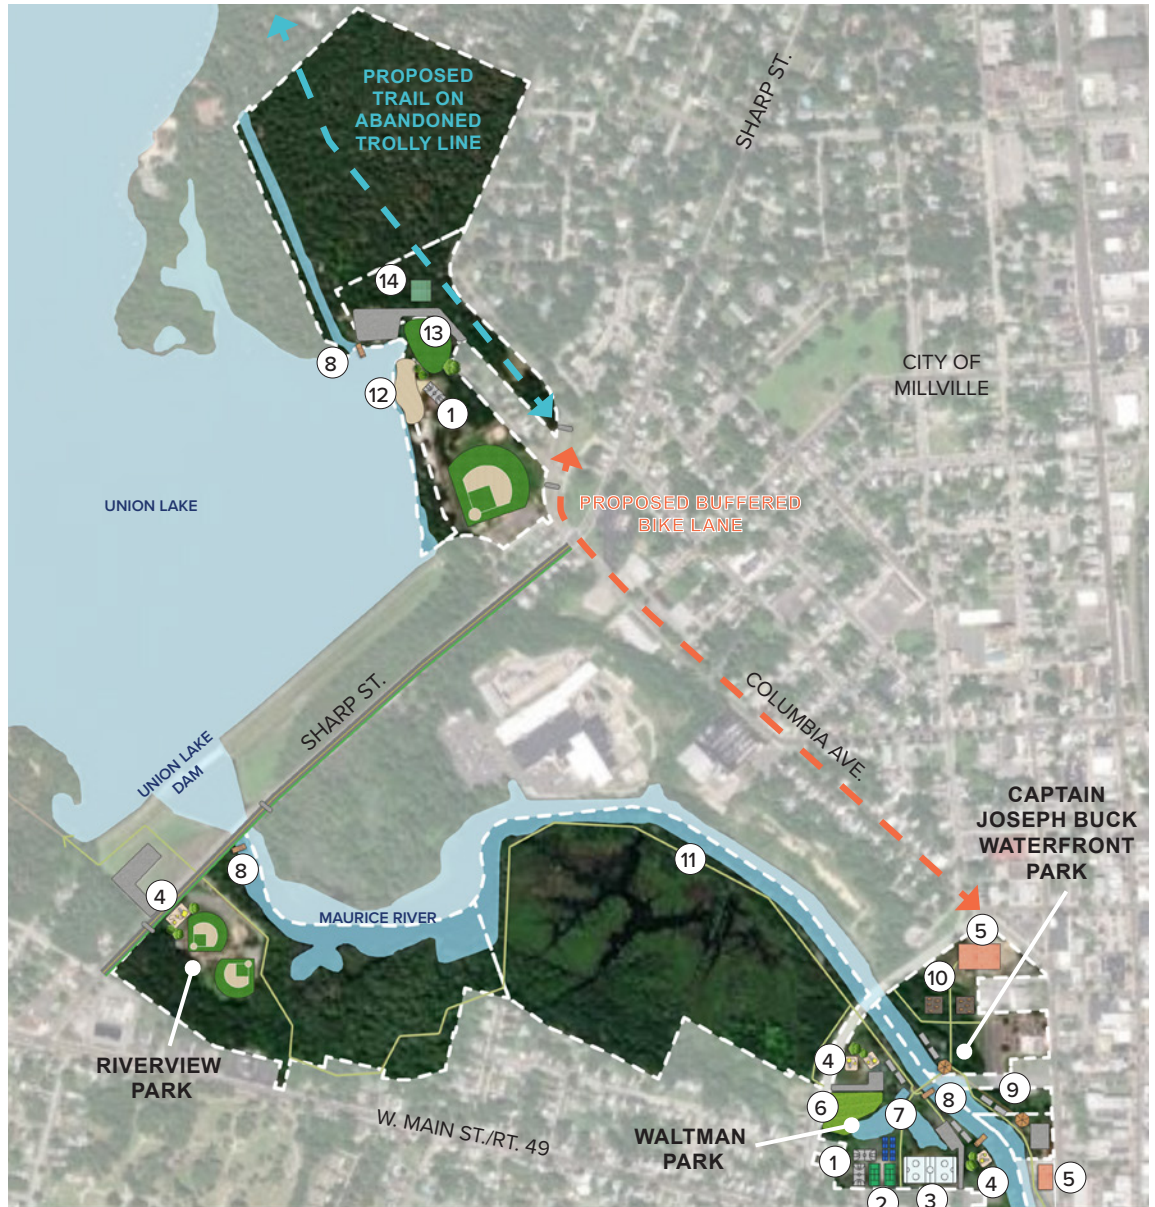 PROPOSED
TRAIL ON
ABANDONED
TROLLY LINE
SHARP ST.
14
13
8
12
1
CITY OF
MILLVILLE
UNION LAKE
PROPOSED BUFFERED
BIKE LANE
SHARP ST.
UNION LAKE
DAM
COLUMBIA AVE.
CAPTAIN
JOSEPH BUCK
WATERFRONT
PARK
11
8
4
MAURICE RIVER
5
10
RIVERVIEW
PARK
W. MAIN ST./RT. 49
4
6
7
8
9
WALTMAN
PARK
1
2
3
4
5